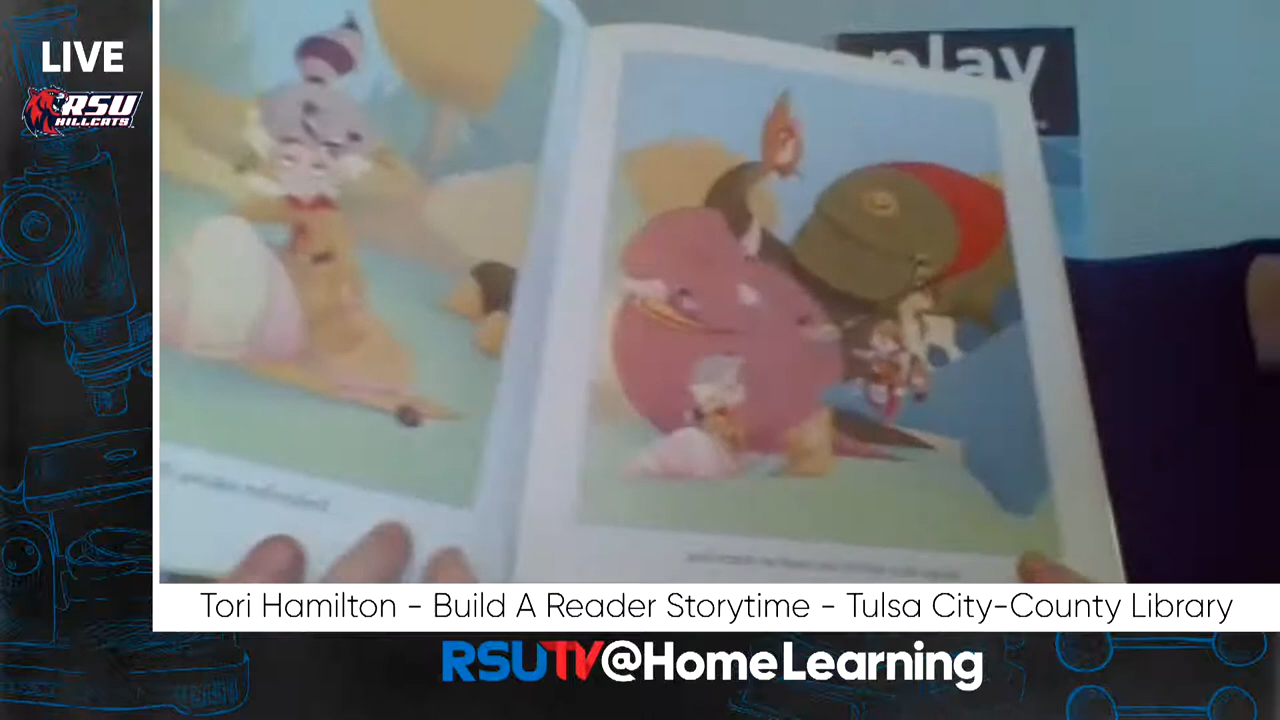 LIVE
RSU
HILLCATS
play
Tori Hamilton - Build A Reader Storytime - Tulsa City-County Library
RSUTV@HomeLearning